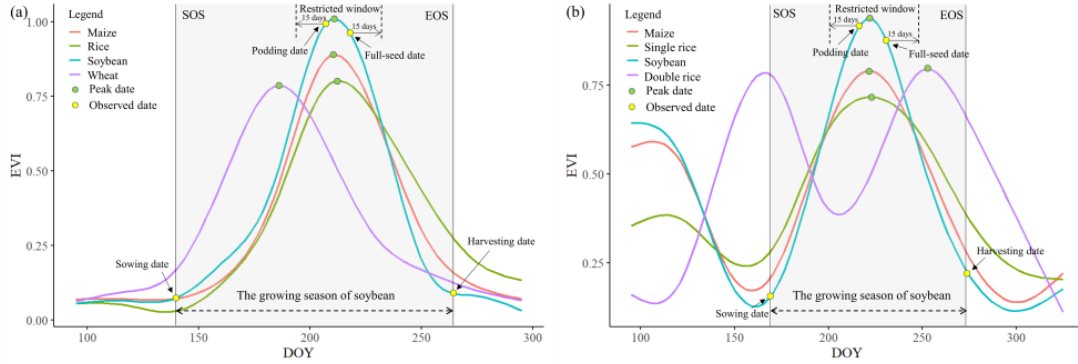 (a)
Legend
Maize
Rice
Soybean
Wheat
Peak date
Observed date
SOS
EOS
Restricted window
15 days
15 days
Podding date
Full-seed date
Sowing date
Harvesting date
The growing season of soybean
EVI
1.00
0.75
0.50
0.25
0.00
100
150
200
250
300
DOY
(b)
Legend
Maize
Single rice
Soybean
Double rice
Peak date
Observed date
SOS
EOS
Restricted window
15 days
15 days
Podding date
Full-seed date
Sowing date
Harvesting date
The growing season of soybean
EVI
0.75
0.50
0.25
100
150
200
250
300
DOY